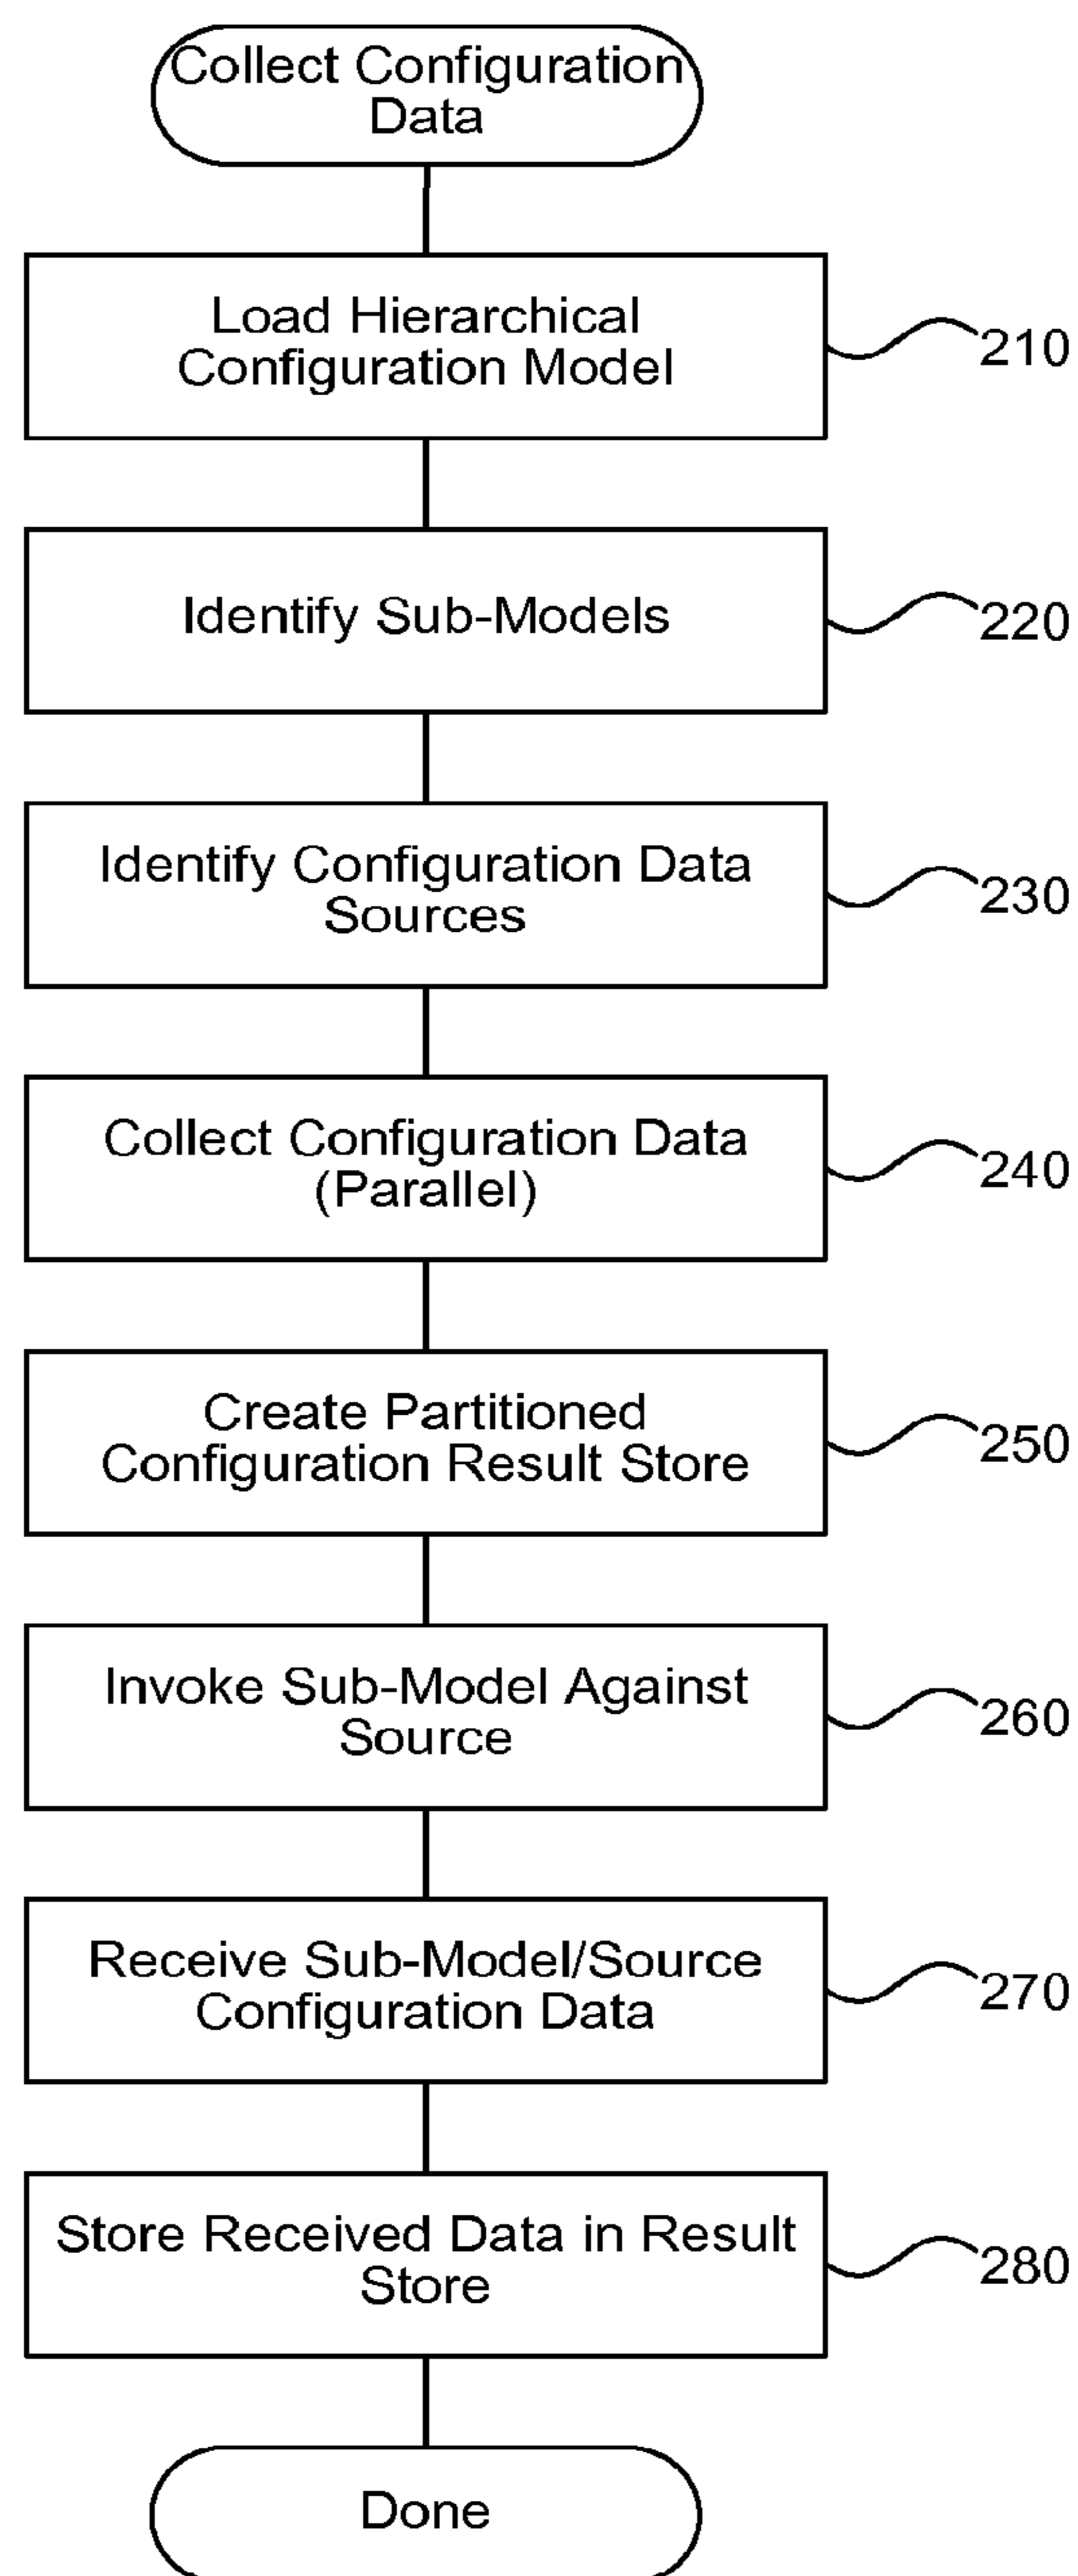 Collect Configuration
Data
Load Hierarchical
Configuration Model
210
Identify Sub-Models
220
Identify Configuration Data
Sources
230
Collect Configuration Data
(Parallel)
240
Create Partitioned
Configuration Result Store
250
Invoke Sub-Model Against
Source
260
Receive Sub-Model/Source
Configuration Data
270
Store Received Data in Result
Store
280
Done